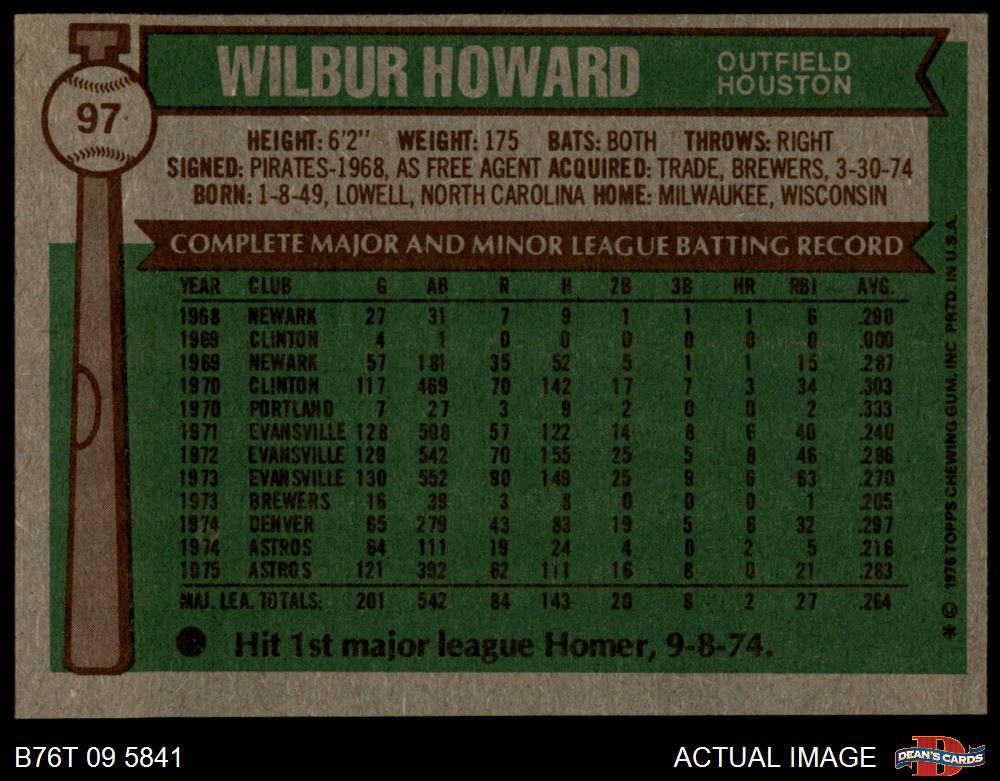 WILBUR HOWARD
OUTFIELD
HOUSTON
97
HEIGHT: 6'2" WEIGHT: 175 BATS: BOTH THROWS: RIGHT
SIGNED: PIRATES-1968, AS FREE AGENT ACQUIRED: TRADE, BREWERS, 3-30-74
BORN: 1-8-49, LOWELL, NORTH CAROLINA HOME: MILWAUKEE, WISCONSIN
COMPLETE MAJOR AND MINOR LEAGUE BATTING RECORD
YEAR CLUB G AB R H 2B 3B HR RBI AVG.
1968 NEWARK 27 31 7 9 1 1 1 6 .290
1969 CLINTON 4 1 0 0 0 0 0 0 .000
1969 NEWARK 57 181 35 52 5 1 1 15 .287
1970 CLINTON 117 469 70 142 17 7 3 34 .303
1970 PORTLAND 7 27 3 9 2 0 0 2 .333
1971 EVANSVILLE 128 508 57 122 14 8 6 40 .240
1972 EVANSVILLE 129 542 70 155 25 5 8 46 .286
1973 EVANSVILLE 130 552 90 149 25 9 6 63 .270
1973 BREWERS 16 39 3 8 0 0 0 1 .205
1974 DENVER 65 279 43 83 19 5 6 32 .297
1974 ASTROS 64 111 19 24 4 0 2 5 .216
1975 ASTROS 121 392 62 111 16 8 0 21 .283
MAJ. LEA. TOTALS: 201 542 84 143 20 8 2 27 .264
Hit 1st major league Homer, 9-8-74.
* © 1976 TOPPS CHEWING GUM, INC PRTD. IN U.S.A.
B76T 09 5841
ACTUAL IMAGE
D
DEAN'S CARDS